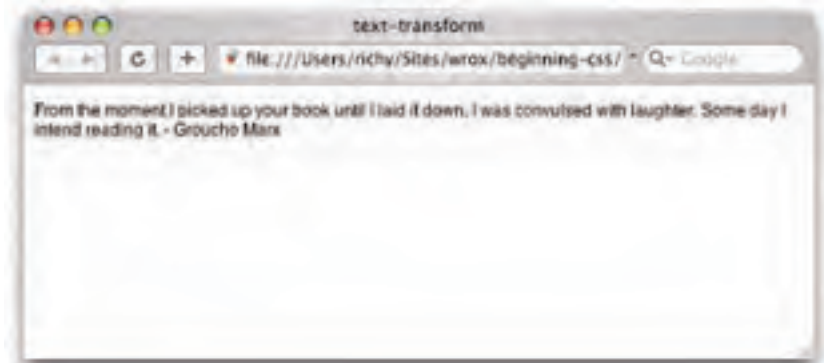 text-transform
file:///Users/richy/Sites/wrox/beginning-css/
Google
From the moment I picked up your book until I laid it down, I was convulsed with laughter. Some day I
intend reading it. - Groucho Marx